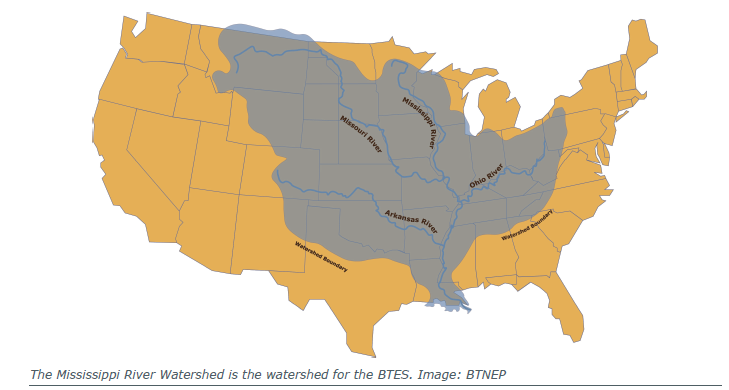 Mississippi River
Missouri River
Ohio River
Arkansas River
Watershed Boundary
Watershed Boundary
The Mississippi River Watershed is the watershed for the BTES. Image: BTNEP